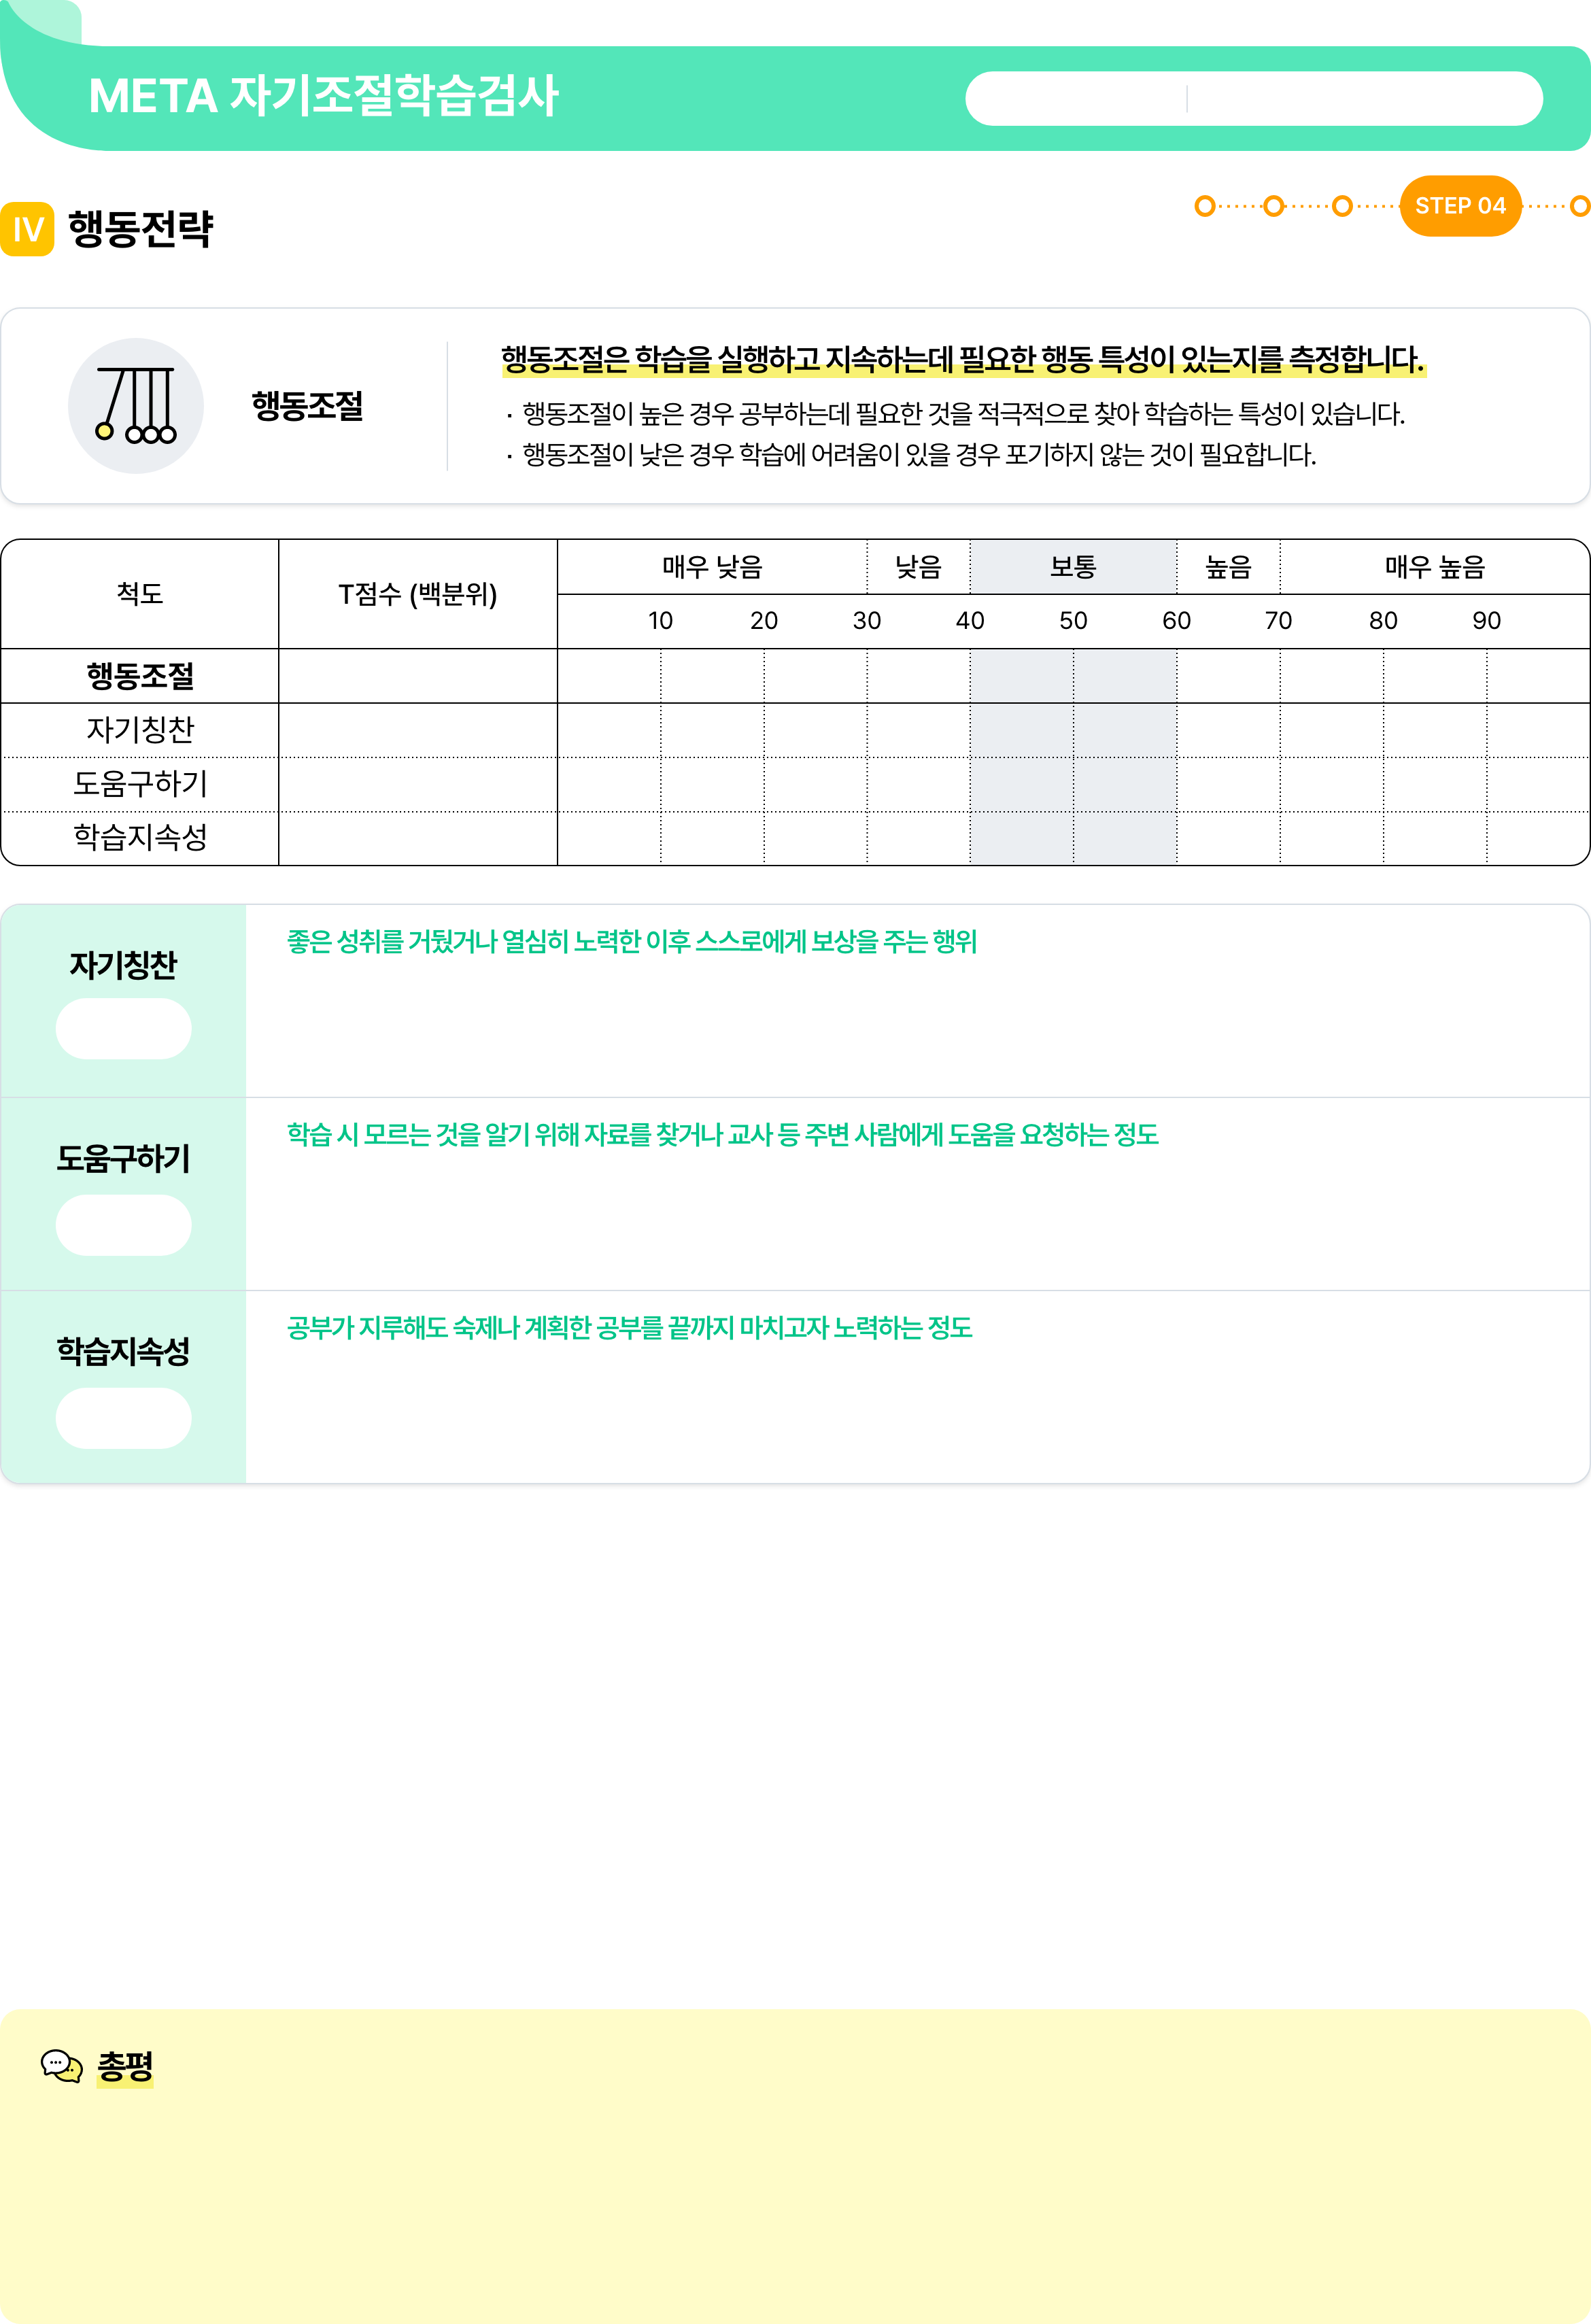 META 자기조절학습검사
STEP 04
IV 행동전략
행동조절
행동조절은 학습을 실행하고 지속하는데 필요한 행동 특성이 있는지를 측정합니다.
· 행동조절이 높은 경우 공부하는데 필요한 것을 적극적으로 찾아 학습하는 특성이 있습니다.
· 행동조절이 낮은 경우 학습에 어려움이 있을 경우 포기하지 않는 것이 필요합니다.
척도 T점수 (백분위) 매우 낮음 낮음 보통 높음 매우 높음
10 20 30 40 50 60 70 80 90
행동조절
자기칭찬
도움구하기
학습지속성
자기칭찬
좋은 성취를 거뒀거나 열심히 노력한 이후 스스로에게 보상을 주는 행위
도움구하기
학습 시 모르는 것을 알기 위해 자료를 찾거나 교사 등 주변 사람에게 도움을 요청하는 정도
학습지속성
공부가 지루해도 숙제나 계획한 공부를 끝까지 마치고자 노력하는 정도
총평